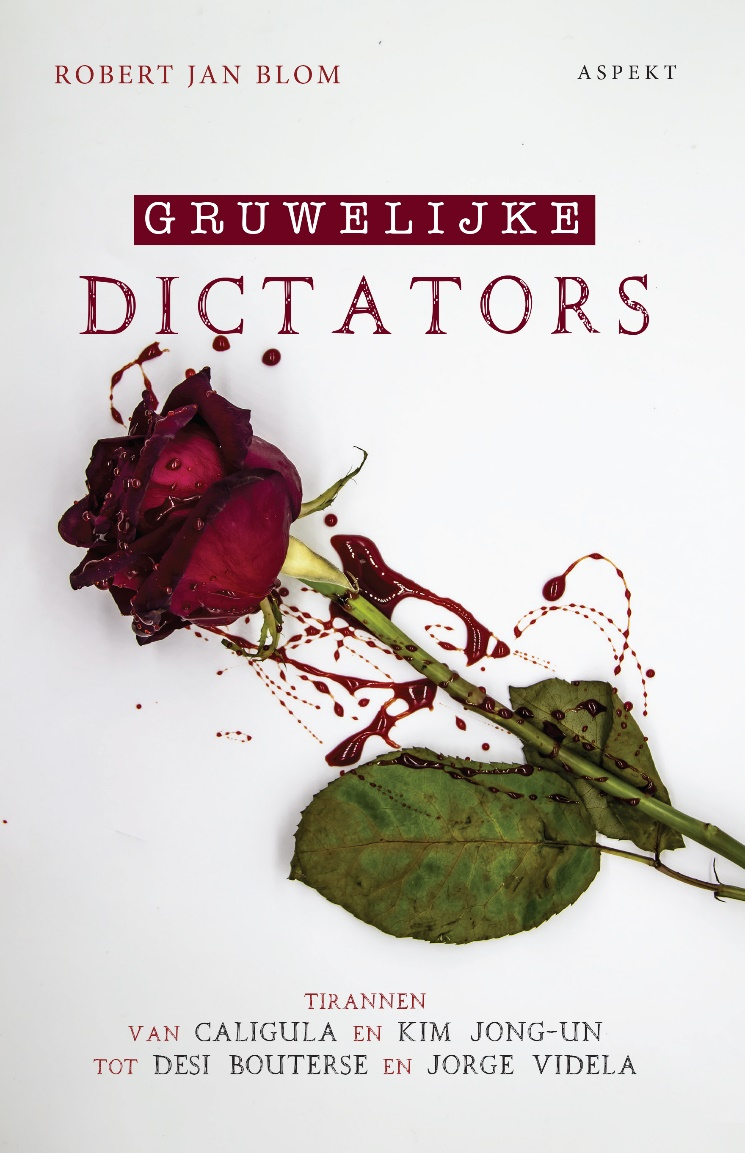 ROBERT JAN BLOM
ASPEKT
GRUWELIJKE
DICTATORS
TIRANNEN
VAN CALIGULA EN KIM JONG-UN
TOT DESI BOUTERSE EN JORGE VIDELA